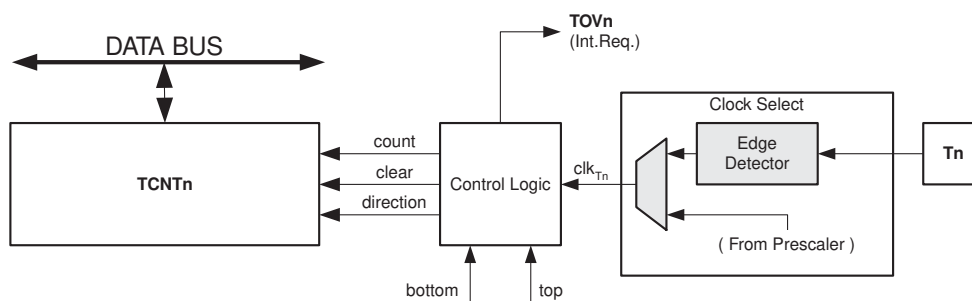 TOVn
(Int.Req.)
DATA BUS
Clock Select
count
Edge
Detector
Tn
TCNTn
clear
Control Logic
clkTn
direction
( From Prescaler )
bottom
top